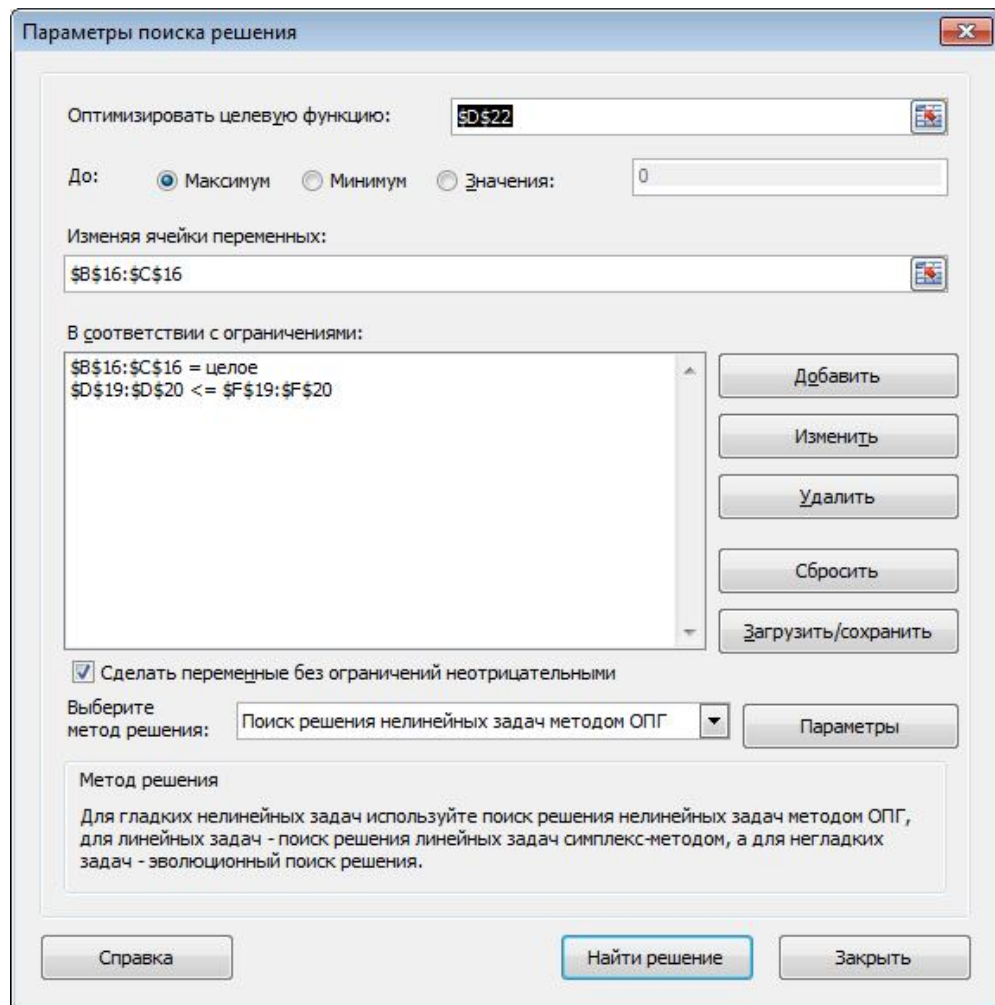 Параметры поиска решения
Оптимизировать целевую функцию: $D$22
До: Максимум Минимум Значения: 0
Изменяя ячейки переменных:
$B$16:$C$16
В соответствии с ограничениями:
$B$16:$C$16 = целое
$D$19:$D$20 <= $F$19:$F$20
Добавить
Изменить
Удалить
Сбросить
Загрузить/сохранить
Сделать переменные без ограничений неотрицательными
Выберите
метод решения:
Поиск решения нелинейных задач методом ОПГ
Параметры
Метод решения
Для гладких нелинейных задач используйте поиск решения нелинейных задач методом ОПГ,
для линейных задач - поиск решения линейных задач симплекс-методом, а для негладких
задач - эволюционный поиск решения.
Справка
Найти решение
Закрыть